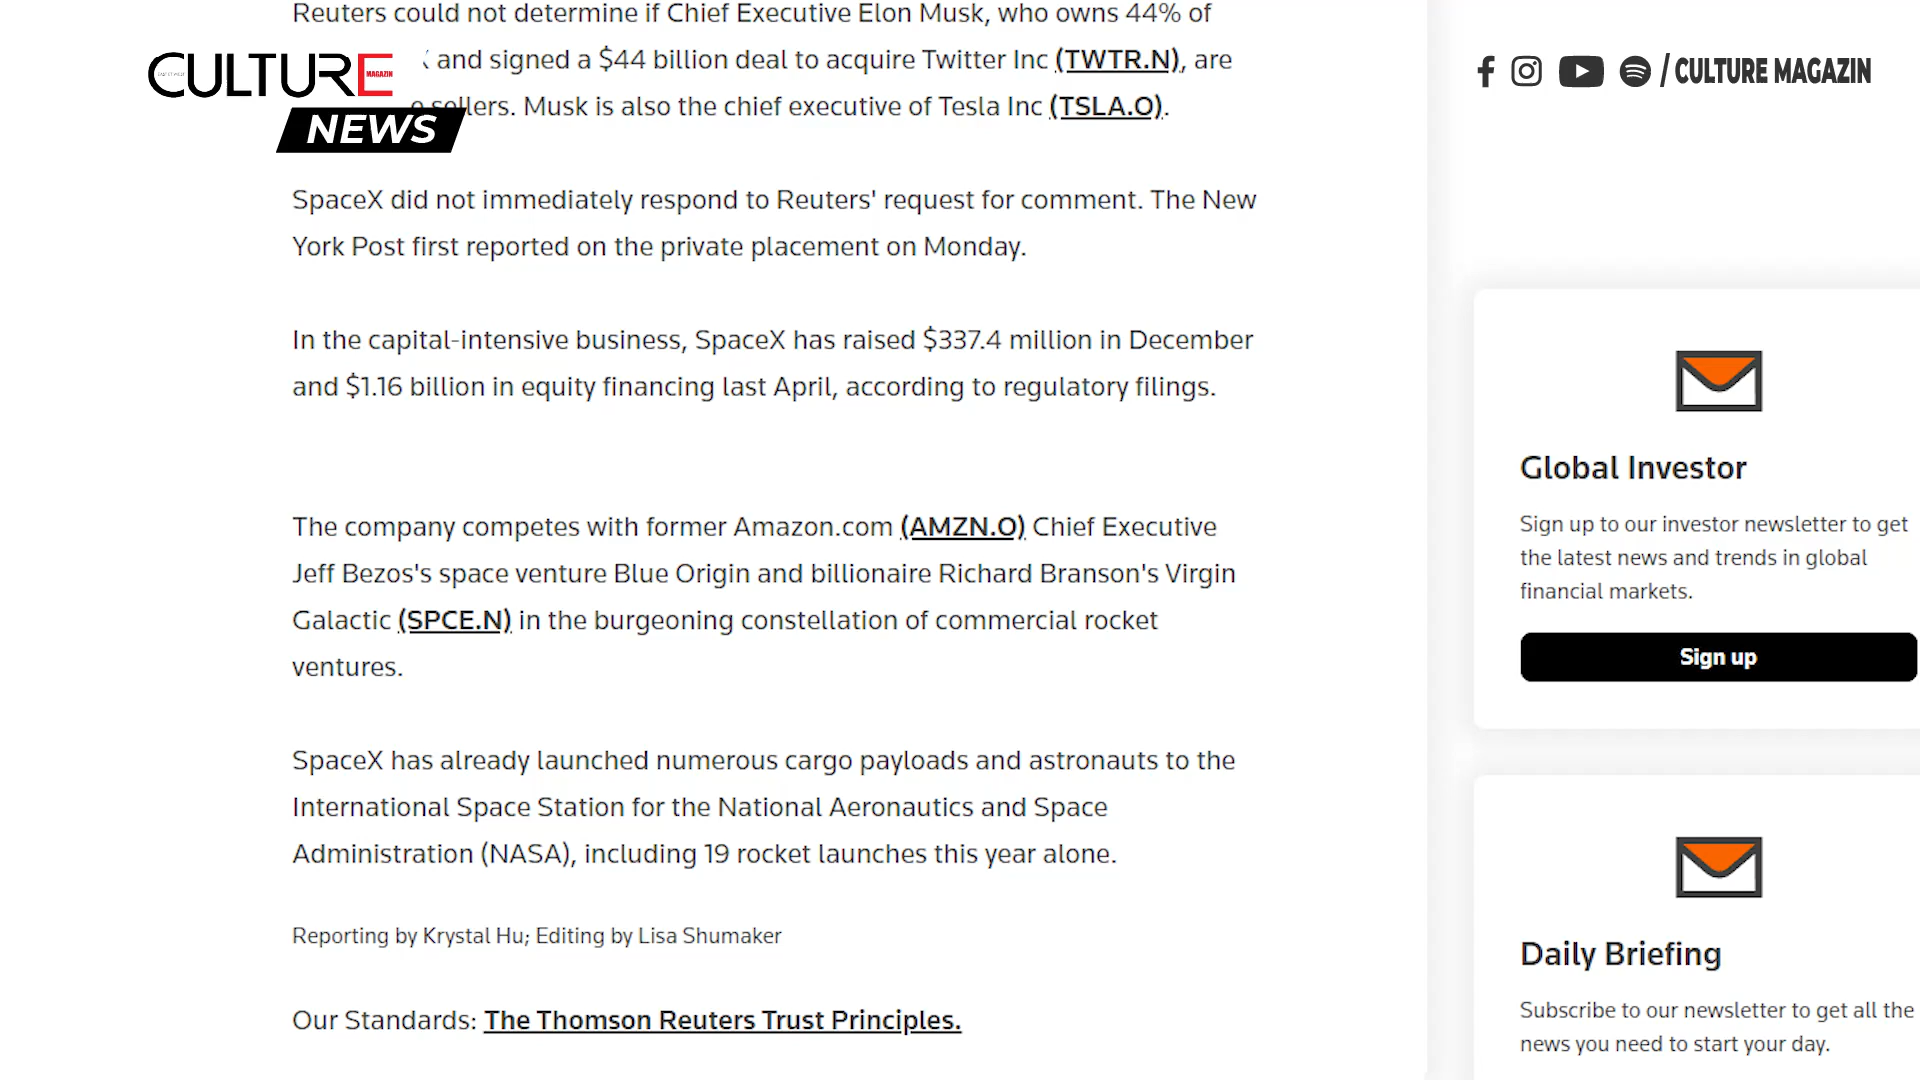 Reuters could not determine if Chief Executive Elon Musk, who owns 44% of
and signed a $44 billion deal to acquire Twitter Inc (TWTR.N), are
sellers. Musk is also the chief executive of Tesla Inc (TSLA.O).
CULTURE
MAGAZIN
NEWS
/ CULTURE MAGAZIN
SpaceX did not immediately respond to Reuters' request for comment. The New
York Post first reported on the private placement on Monday.
In the capital-intensive business, SpaceX has raised $337.4 million in December
and $1.16 billion in equity financing last April, according to regulatory filings.
The company competes with former Amazon.com (AMZN.O) Chief Executive
Jeff Bezos's space venture Blue Origin and billionaire Richard Branson's Virgin
Galactic (SPCE.N) in the burgeoning constellation of commercial rocket
ventures.
SpaceX has already launched numerous cargo payloads and astronauts to the
International Space Station for the National Aeronautics and Space
Administration (NASA), including 19 rocket launches this year alone.
Reporting by Krystal Hu; Editing by Lisa Shumaker
Our Standards: The Thomson Reuters Trust Principles.
Global Investor
Sign up to our investor newsletter to get
the latest news and trends in global
financial markets.
Sign up
Daily Briefing
Subscribe to our newsletter to get all the
news you need to start your day.